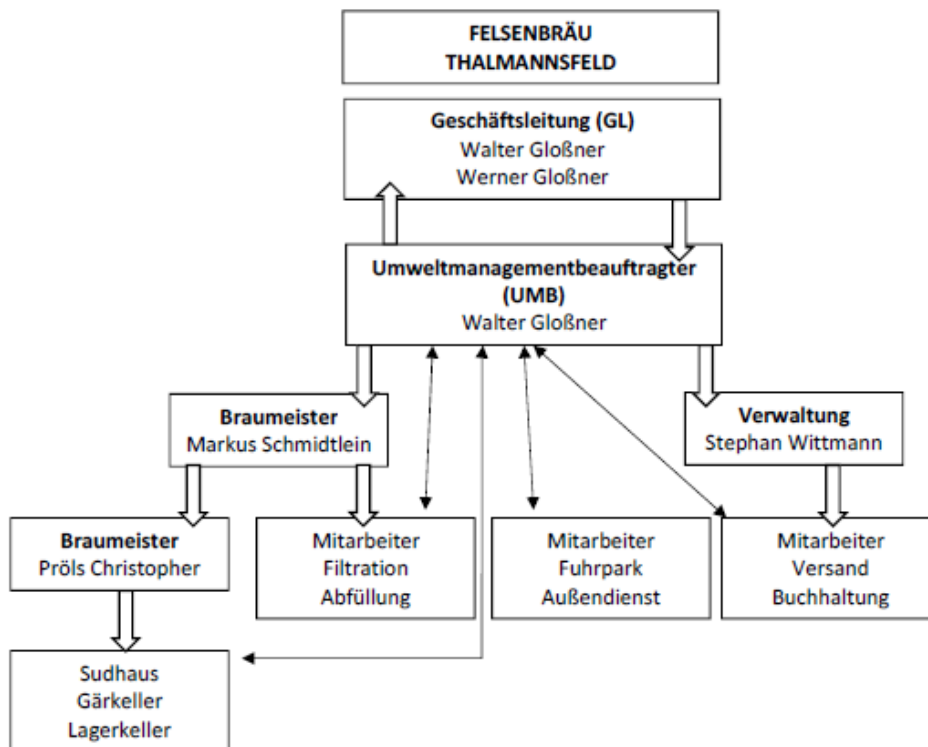 FELSENBRÄU
THALMANNSFELD
Geschäftsleitung (GL)
Walter Gloßner
Werner Gloßner
Umweltmanagementbeauftragter
(UMB)
Walter Gloßner
Braumeister
Markus Schmidtlein
Verwaltung
Stephan Wittmann
Braumeister
Pröls Christopher
Mitarbeiter
Filtration
Abfüllung
Mitarbeiter
Fuhrpark
Außendienst
Mitarbeiter
Versand
Buchhaltung
Sudhaus
Gärkeller
Lagerkeller